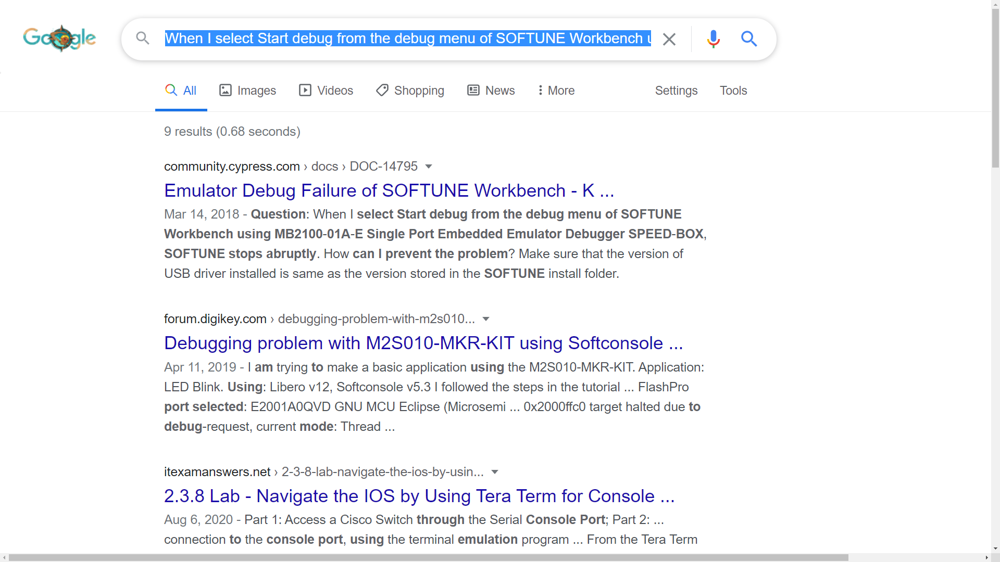 Google
When I select Start debug from the debug menu of SOFTUNE Workbench u
All Images Videos Shopping News More Settings Tools
9 results (0.68 seconds)
community.cypress.com › docs › DOC-14795
Emulator Debug Failure of SOFTUNE Workbench - K ...
Mar 14, 2018 - Question: When I select Start debug from the debug menu of SOFTUNE
Workbench using MB2100-01A-E Single Port Embedded Emulator Debugger SPEED-BOX,
SOFTUNE stops abruptly. How can I prevent the problem? Make sure that the version of
USB driver installed is same as the version stored in the SOFTUNE install folder.
forum.digikey.com › debugging-problem-with-m2s010...
Debugging problem with M2S010-MKR-KIT using Softconsole ...
Apr 11, 2019 - I am trying to make a basic application using the M2S010-MKR-KIT. Application:
LED Blink. Using: Libero v12, Softconsole v5.3 I followed the steps in the tutorial ... FlashPro
port selected: E2001A0QVD GNU MCU Eclipse (Microsemi ... 0x2000ffc0 target halted due to
debug-request, current mode: Thread ...
itexamanswers.net › 2-3-8-lab-navigate-the-ios-by-usin...
2.3.8 Lab - Navigate the IOS by Using Tera Term for Console ...
Aug 6, 2020 - Part 1: Access a Cisco Switch through the Serial Console Port; Part 2: ...
connection to the console port, using the terminal emulation program ... From the Tera Term